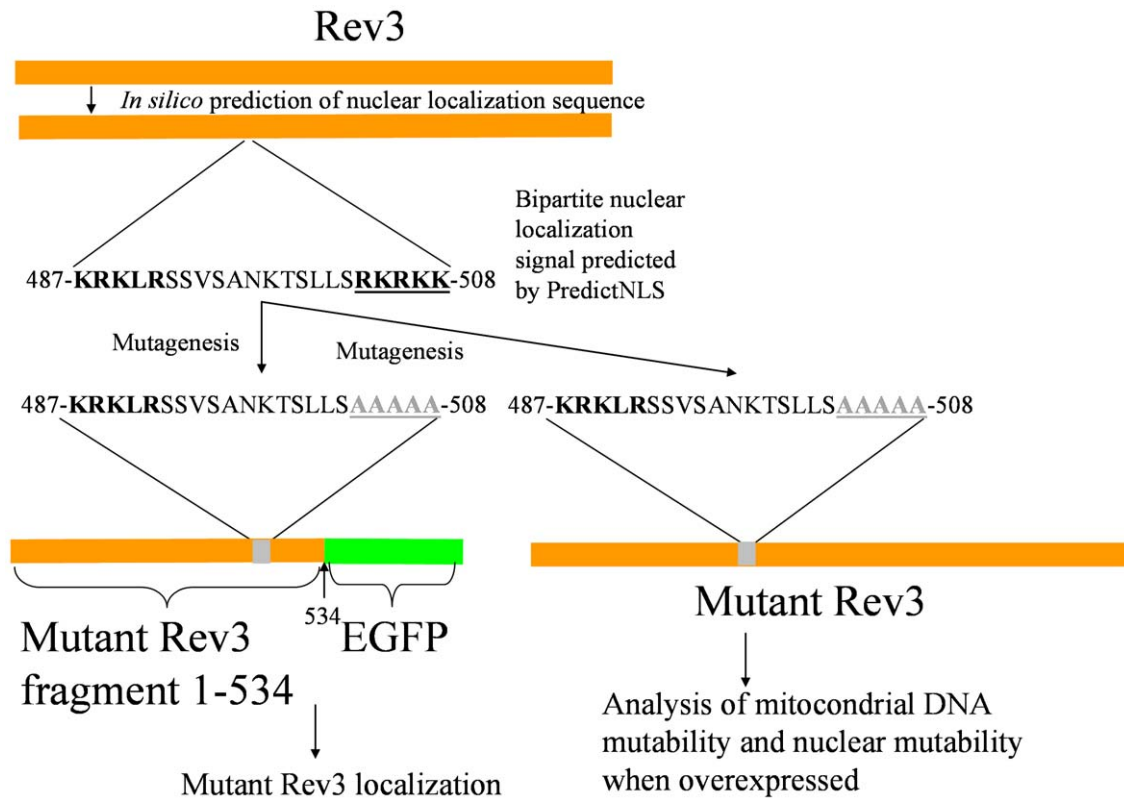 Rev3
In silico prediction of nuclear localization sequence
Bipartite nuclear
localization
signal predicted
by PredictNLS
487-KRKLRSSVSANKTSLLSRKRKK-508
Mutagenesis
Mutagenesis
487-KRKLRSSVSANKTSLLSAAAAA-508
487-KRKLRSSVSANKTSLLSAAAAA-508
534
EGFP
Mutant Rev3
fragment 1-534
Mutant Rev3 localization
Mutant Rev3
Analysis of mitocondrial DNA
mutability and nuclear mutability
when overexpressed